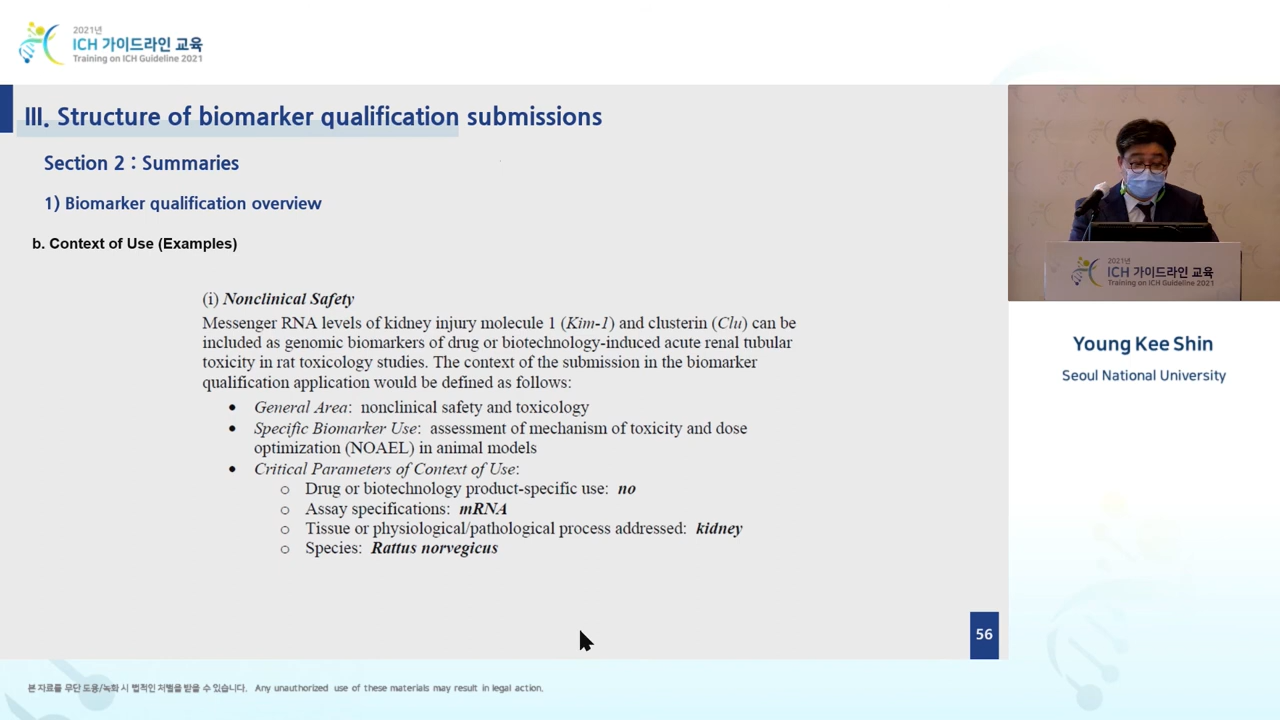 2021년
ICH 가이드라인 교육
Training on ICH Guideline 2021
III. Structure of biomarker qualification submissions
Section 2 : Summaries
1) Biomarker qualification overview
b. Context of Use (Examples)
(i) Nonclinical Safety
Messenger RNA levels of kidney injury molecule 1 (Kim-1) and clusterin (Clu) can be
included as genomic biomarkers of drug or biotechnology-induced acute renal tubular
toxicity in rat toxicology studies. The context of the submission in the biomarker
qualification application would be defined as follows:
• General Area: nonclinical safety and toxicology
• Specific Biomarker Use: assessment of mechanism of toxicity and dose
optimization (NOAEL) in animal models
• Critical Parameters of Context of Use:
○ Drug or biotechnology product-specific use: no
○ Assay specifications: mRNA
○ Tissue or physiological/pathological process addressed: kidney
○ Species: Rattus norvegicus
56
2021년
ICH 가이드라인 교육
Training on ICH Guideline 2021
Young Kee Shin
Seoul National University
본 자료를 무단 도용/녹화 시 법적인 처벌을 받을 수 있습니다. Any unauthorized use of these materials may result in legal action.